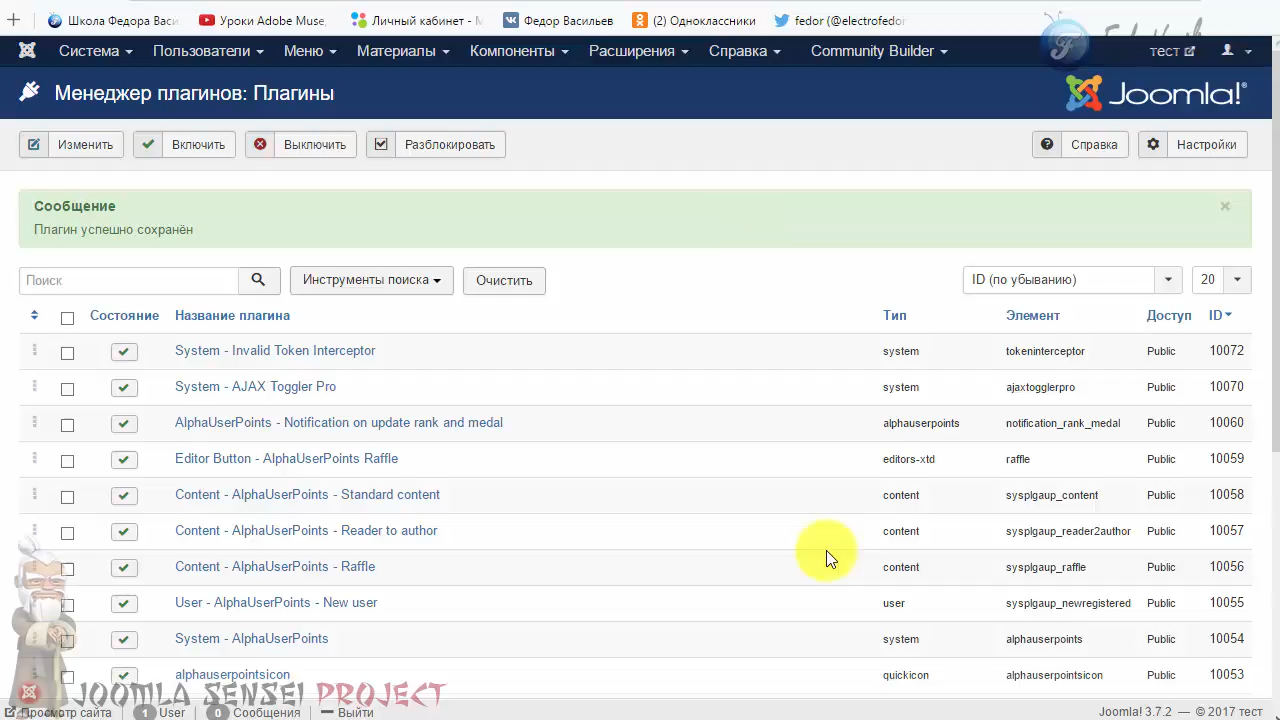 Школа Федора Васи. Уроки Adobe Muse, Личный кабинет - М Федор Васильев (2) Одноклассники fedor (@electrofedor
Система Пользователи Меню Материалы Компоненты Расширения Справка Community Builder тест
Менеджер плагинов: Плагины Joomla!®
Изменить Включить Выключить Разблокировать Справка Настройки
Сообщение ×
Плагин успешно сохранён
Поиск Инструменты поиска Очистить ID (по убыванию) 20
Состояние Название плагина Тип Элемент Доступ ID
System - Invalid Token Interceptor system tokeninterceptor Public 10072
System - AJAX Toggler Pro system ajaxtogglerpro Public 10070
AlphaUserPoints - Notification on update rank and medal alphauserpoints notification_rank_medal Public 10060
Editor Button - AlphaUserPoints Raffle editors-xtd raffle Public 10059
Content - AlphaUserPoints - Standard content content sysplgaup_content Public 10058
Content - AlphaUserPoints - Reader to author content sysplgaup_reader2author Public 10057
Content - AlphaUserPoints - Raffle content sysplgaup_raffle Public 10056
User - AlphaUserPoints - New user user sysplgaup_newregistered Public 10055
System - AlphaUserPoints system alphauserpoints Public 10054
alphauserpointsicon quickicon alphauserpointsicon Public 10053
JOOMLA SENSEI PROJECT
Просмотр сайта 1 User 0 Сообщения Выйти Joomla! 3.7.2 — © 2017 тест